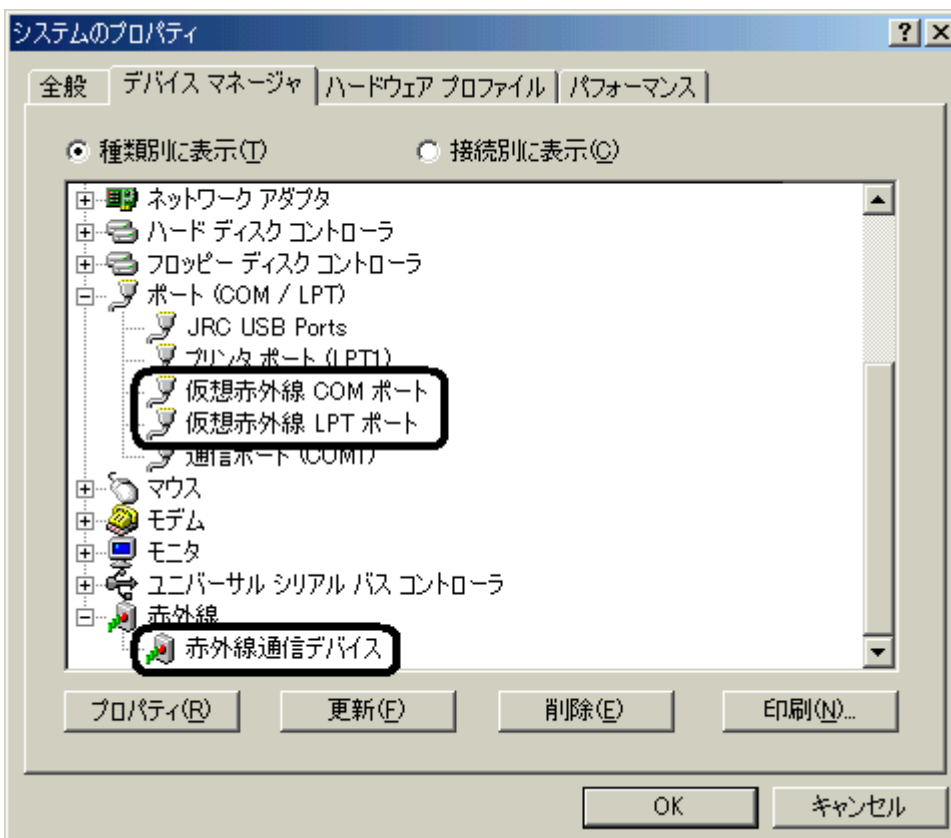 システムのプロパティ
全般 デバイス マネージャ ハードウェア プロファイル パフォーマンス
種類別に表示(T) 接続別に表示(C)
ネットワーク アダプタ
ハード ディスク コントローラ
フロッピー ディスク コントローラ
ポート (COM / LPT)
JRC USB Ports
プリンタ ポート (LPT1)
仮想赤外線 COM ポート
仮想赤外線 LPT ポート
通信ポート (COM1)
マウス
モデム
モニタ
ユニバーサル シリアル バス コントローラ
赤外線
赤外線通信デバイス
プロパティ(R) 更新(F) 削除(E) 印刷(N)...
OK キャンセル